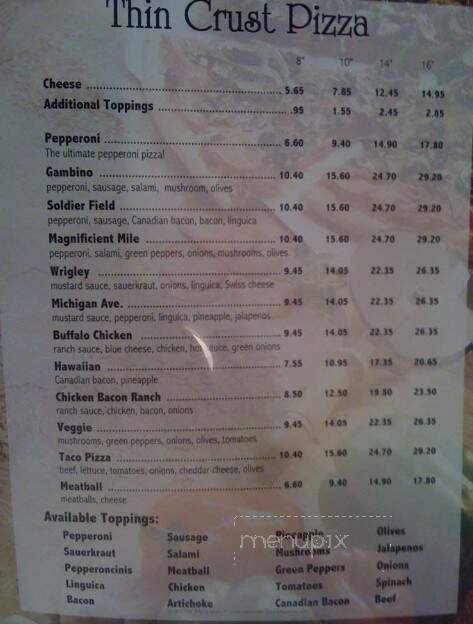 Thin Crust Pizza
8" 10" 14" 16"
Cheese 5.65 7.85 12.45 14.95
Additional Toppings .95 1.55 2.45 2.85
Pepperoni 6.60 9.40 14.90 17.80
The ultimate pepperoni pizza!
Gambino 10.40 15.60 24.70 29.20
pepperoni, sausage, salami, mushroom, olives
Soldier Field 10.40 15.60 24.70 29.20
pepperoni, sausage, Canadian bacon, bacon, linguica
Magnificient Mile 10.40 15.60 24.70 29.20
pepperoni, salami, green peppers, onions, mushrooms, olives
Wrigley 9.45 14.05 22.35 26.35
mustard sauce, sauerkraut, onions, linguica, Swiss cheese
Michigan Ave. 9.45 14.05 22.35 26.35
mustard sauce, pepperoni, linguica, pineapple, jalapenos
Buffalo Chicken 9.45 14.05 22.35 26.35
ranch sauce, blue cheese, chicken, hot sauce, green onions
Hawaiian 7.55 10.95 17.35 20.65
Canadian bacon, pineapple
Chicken Bacon Ranch 8.50 12.50 19.80 23.50
ranch sauce, chicken, bacon, onions
Veggie 9.45 14.05 22.35 26.35
mushrooms, green peppers, onions, olives, tomatoes
Taco Pizza 10.40 15.60 24.70 29.20
beef, lettuce, tomatoes, onions, cheddar cheese, olives
Meatball 6.60 9.40 14.90 17.80
meatballs, cheese
Available Toppings:
Pepperoni Sausage Pineapple Olives
Sauerkraut Salami Mushrooms Jalapenos
Pepperoncinis Meatball Green Peppers Onions
Linguica Chicken Tomatoes Spinach
Bacon Artichoke Canadian Bacon Beef
menupix